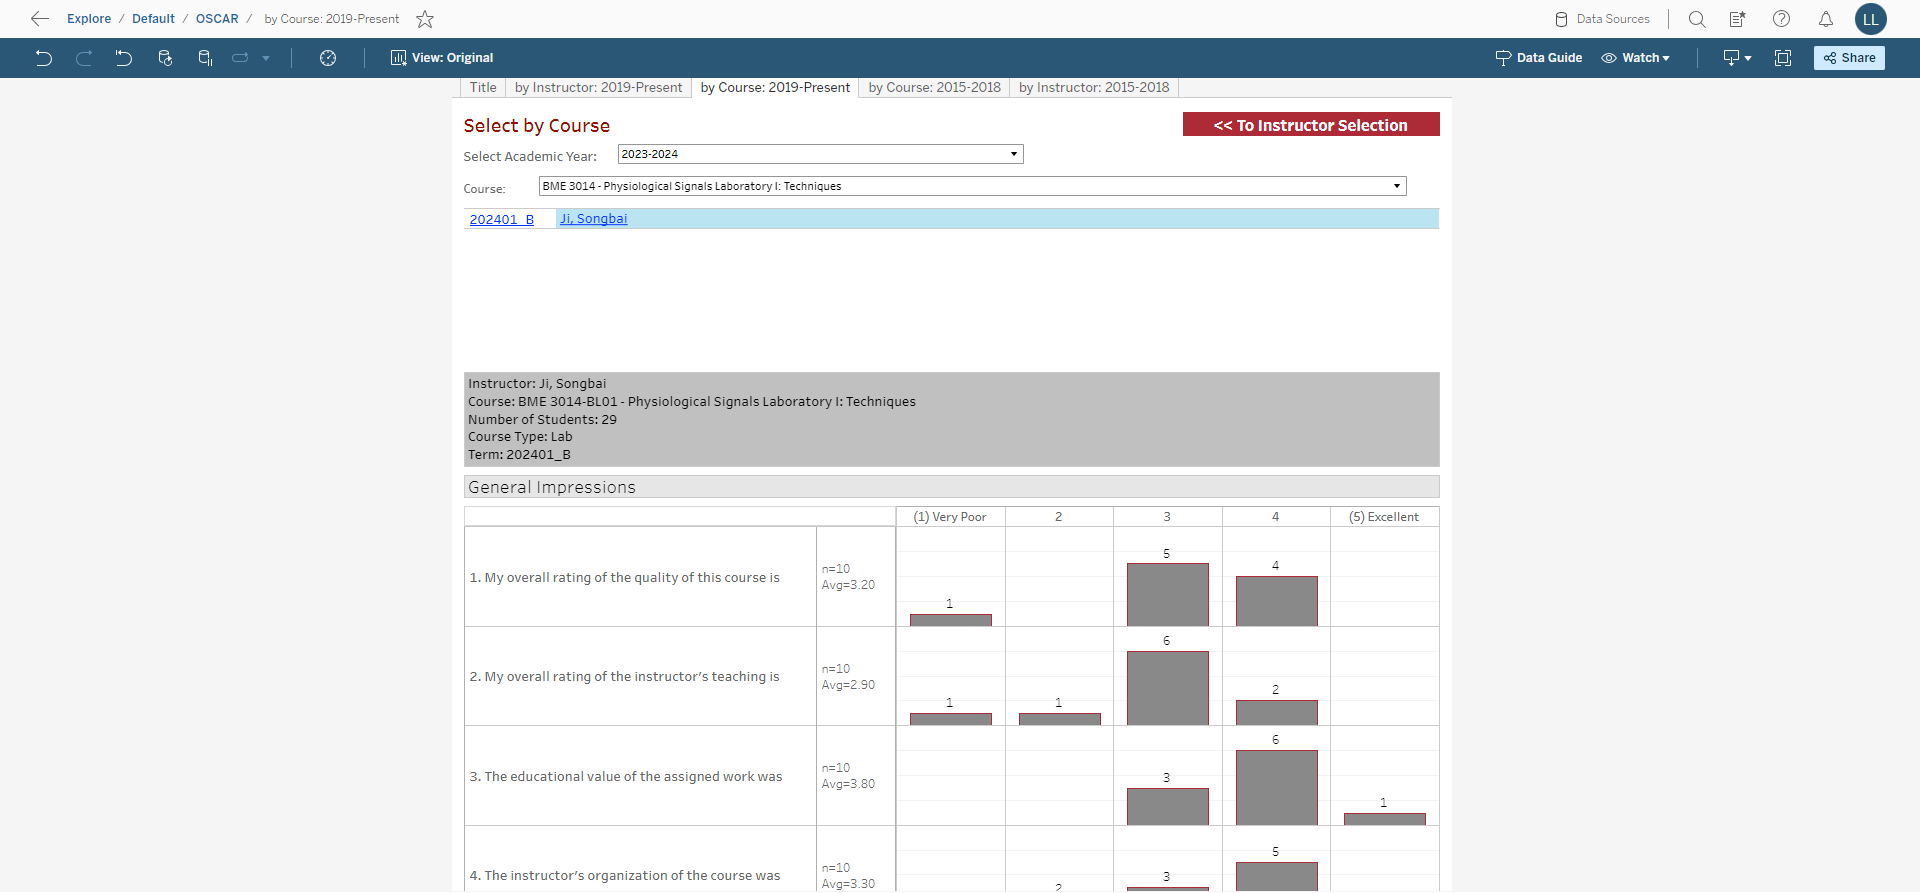 Explore / Default / OSCAR / by Course: 2019-Present
Data Sources
LL
View: Original
Data Guide
Watch
Share
Title
by Instructor: 2019-Present
by Course: 2019-Present
by Course: 2015-2018
by Instructor: 2015-2018
Select by Course
<< To Instructor Selection
Select Academic Year:
2023-2024
Course:
BME 3014 - Physiological Signals Laboratory I: Techniques
202401_B
Ji, Songbai
Instructor: Ji, Songbai
Course: BME 3014-BL01 - Physiological Signals Laboratory I: Techniques
Number of Students: 29
Course Type: Lab
Term: 202401_B
General Impressions
(1) Very Poor
2
3
4
(5) Excellent
1. My overall rating of the quality of this course is
n=10
Avg=3.20
1
5
4
2. My overall rating of the instructor's teaching is
n=10
Avg=2.90
1
1
6
2
3. The educational value of the assigned work was
n=10
Avg=3.80
3
6
1
4. The instructor's organization of the course was
n=10
Avg=3.30
2
3
5